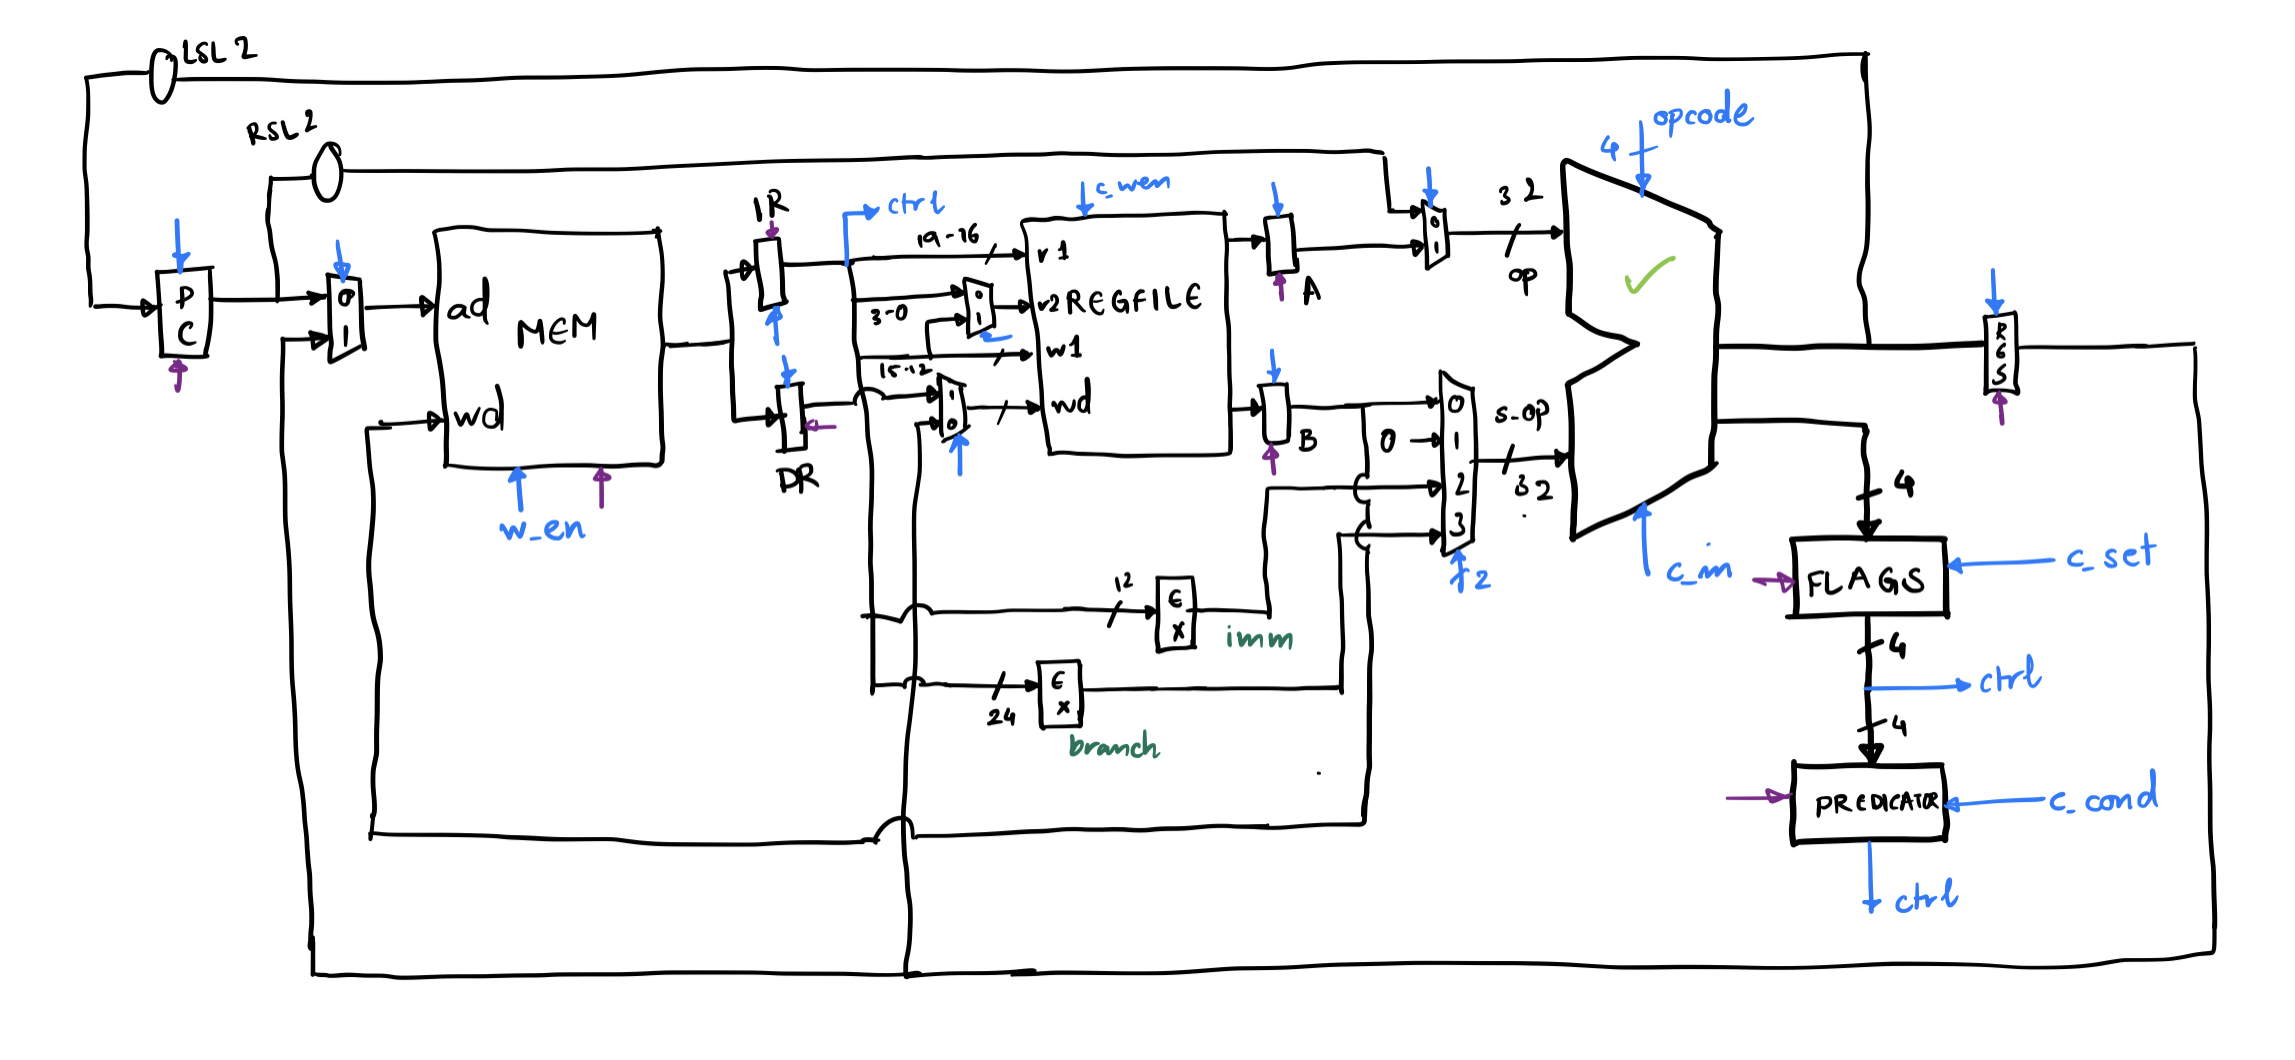 LSL 2
RSL 2
opcode
4
IR
ctrl
c_wen
19-16
32
op
r1
0
1
P
C
0
1
ad
MEM
wd
w_en
3-0
0
1
r2 REGFILE
A
w1
15-12
1
0
wd
DR
B
0
0
1
2
3
2
s-op
32
c_in
R
G
S
4
FLAGS
c_set
4
ctrl
4
PREDICATOR
c_cond
ctrl
12
E
X
imm
24
E
X
branch